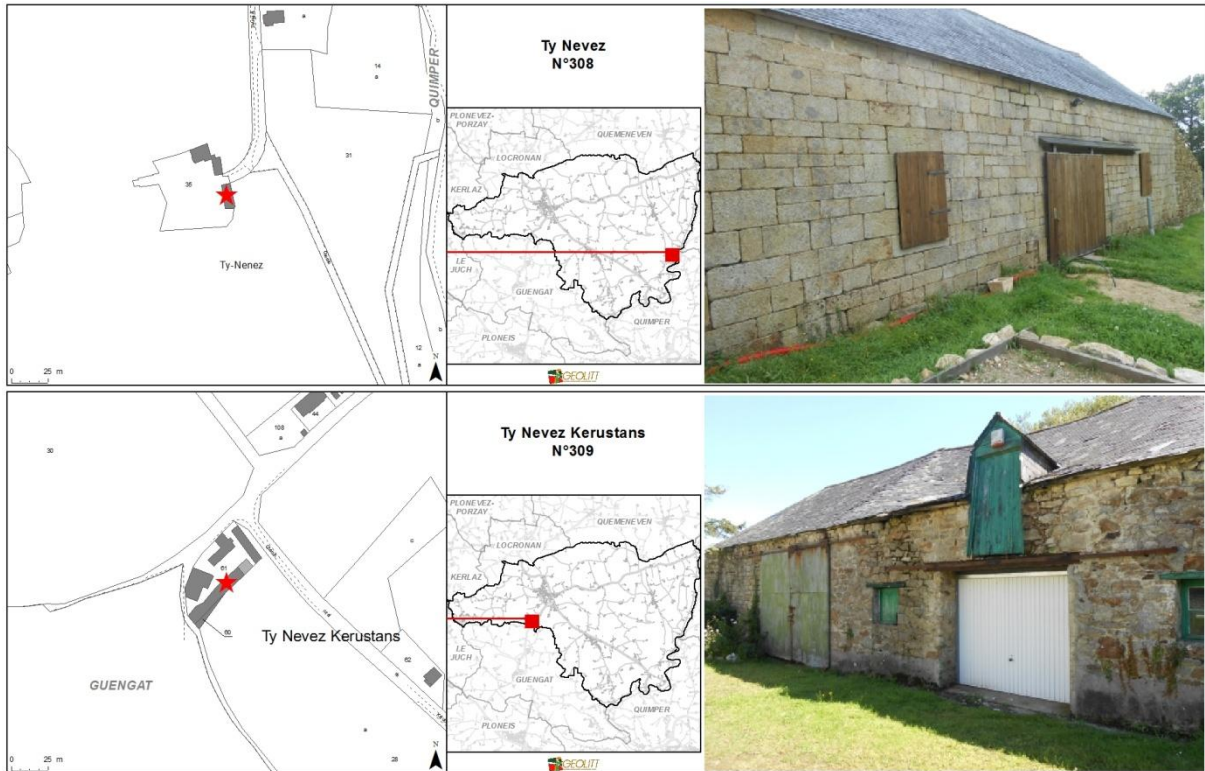 Ty Nevez
N°308
QUIMPER
14
a
31
36
Ty-Nenez
12
a
N
0 25 m
PLONEVEZ-
PORZAY
QUEMENEVEN
LOCRONAN
KERLAZ
LE
JUCH
GUENGAT
QUIMPER
PLONEIS
GEOLITT
Ty Nevez Kerustans
N°309
44
108
a
30
61
60
Ty Nevez Kerustans
62
a
GUENGAT
a
28
N
0 25 m
PLONEVEZ-
PORZAY
QUEMENEVEN
LOCRONAN
KERLAZ
LE
JUCH
GUENGAT
QUIMPER
PLONEIS
GEOLITT